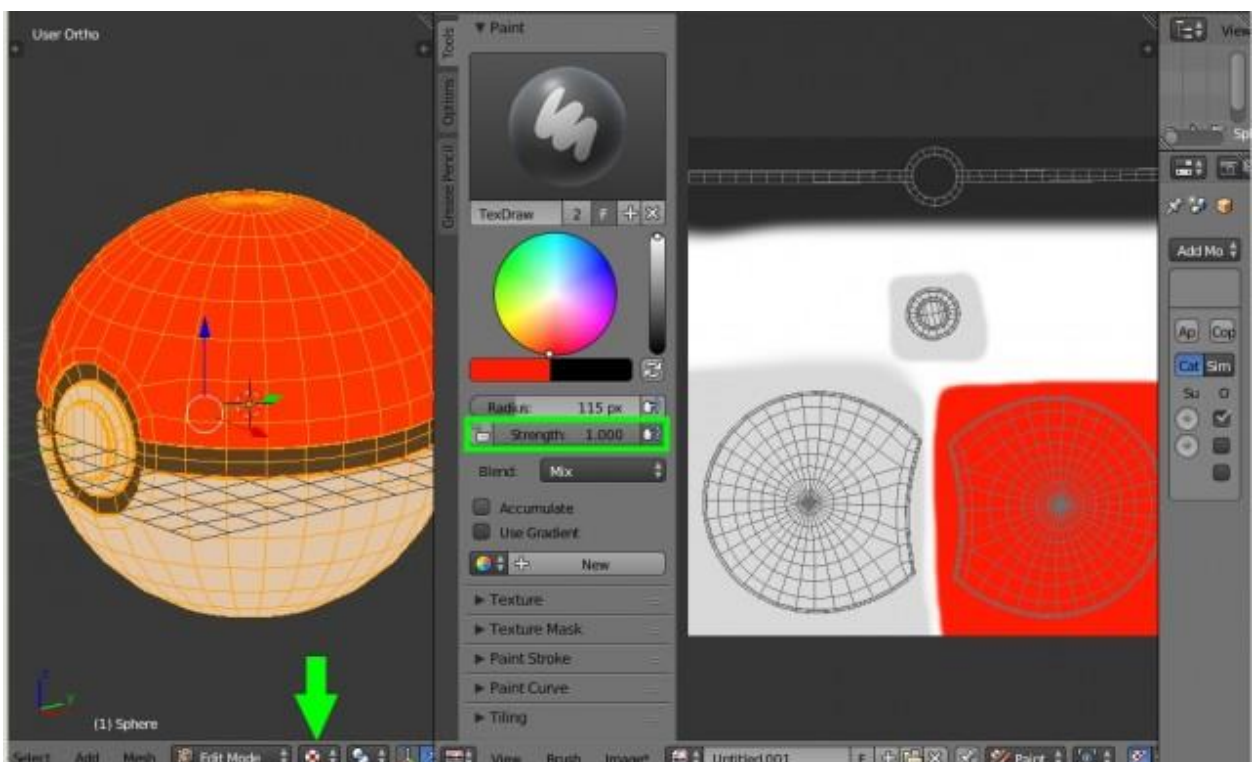 User Ortho
(1) Sphere
Select Add Mesh Edit Mode
Tools
Options
Grease Pencil
Paint
TexDraw 2 F
Radius: 115 px
Strength: 1.000
Blend: Mix
Accumulate
Use Gradient
New
Texture
Texture Mask
Paint Stroke
Paint Curve
Tiling
View Brush Image* Untitled.001 F Paint
View
Sp
Add Mo
Ap Cop
Cat Sim
Su O